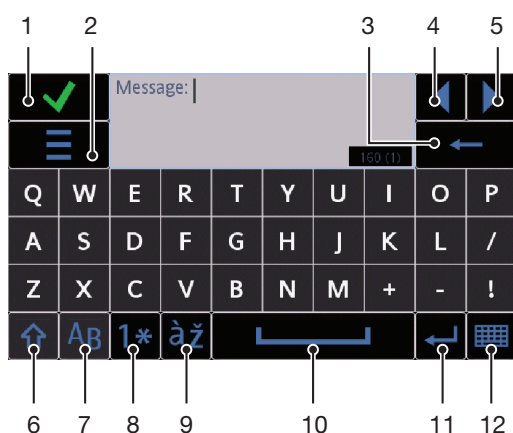 1 2 3 4 5
Message:
160 (1)
Q W E R T Y U I O P
A S D F G H J K L /
Z X C V B N M + - !
AB 1* àž
6 7 8 9 10 11 12